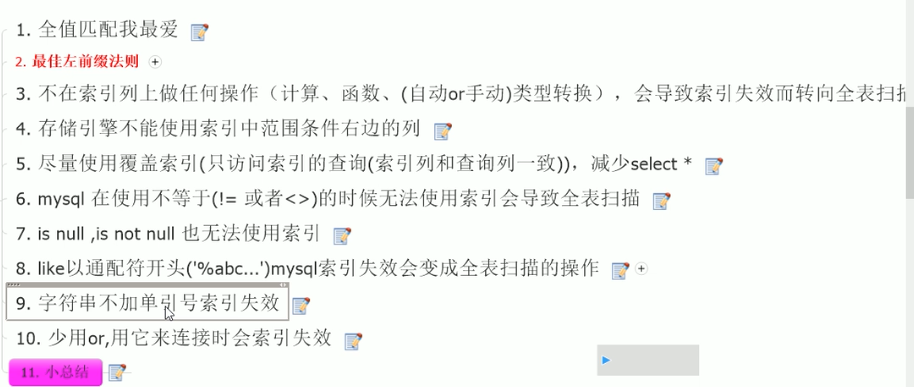 1. 全值匹配我最爱
2. 最佳左前缀法则
3. 不在索引列上做任何操作（计算、函数、(自动or手动)类型转换），会导致索引失效而转向全表扫描
4. 存储引擎不能使用索引中范围条件右边的列
5. 尽量使用覆盖索引(只访问索引的查询(索引列和查询列一致))，减少select *
6. mysql 在使用不等于(!= 或者<>)的时候无法使用索引会导致全表扫描
7. is null ,is not null 也无法使用索引
8. like以通配符开头('%abc...')mysql索引失效会变成全表扫描的操作
9. 字符串不加单引号索引失效
10. 少用or,用它来连接时会索引失效
11. 小总结